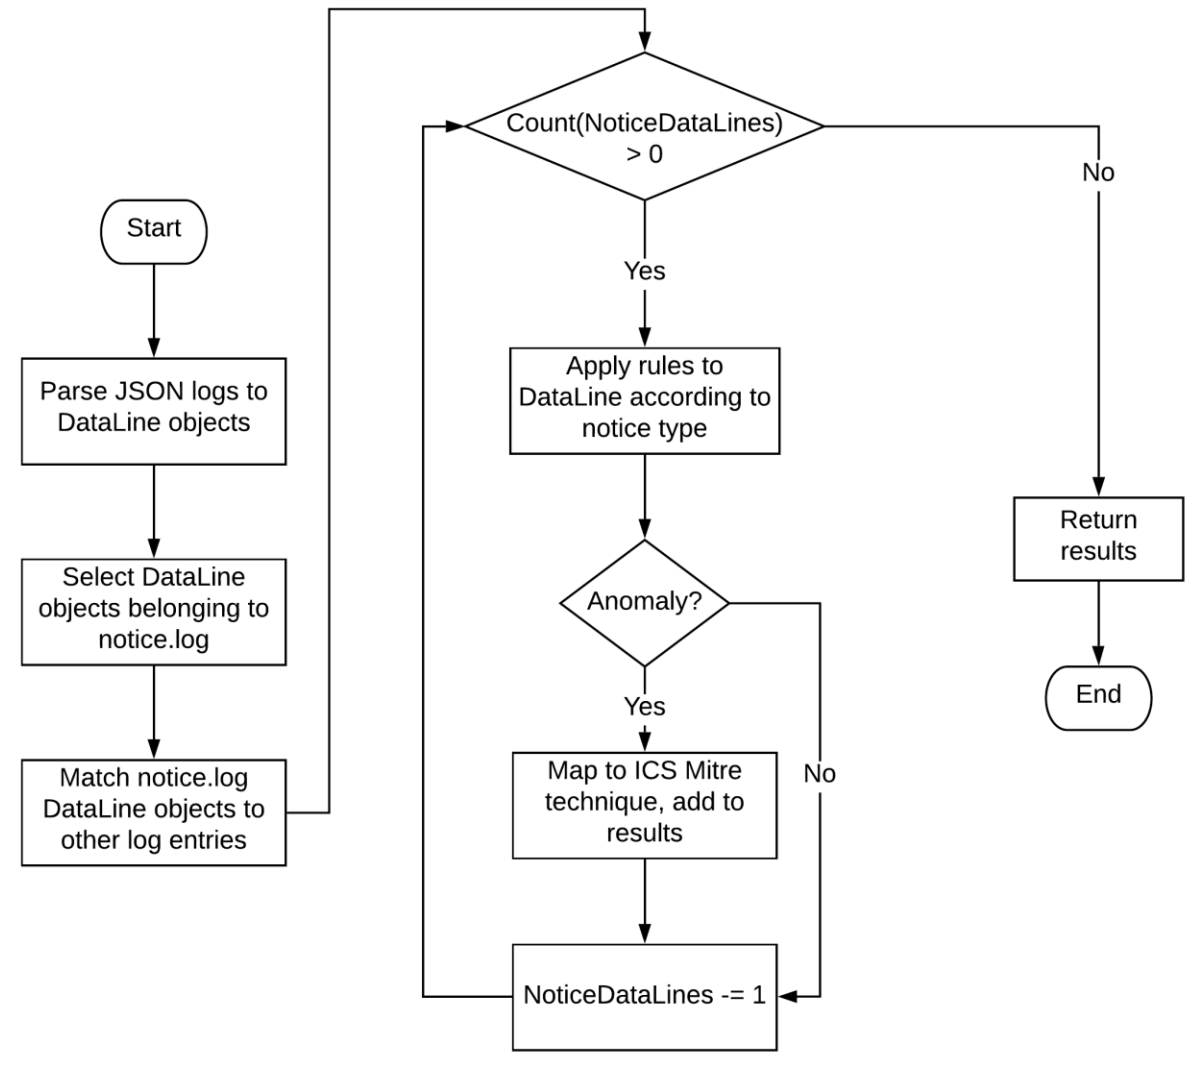 Start
Parse JSON logs to
DataLine objects
Select DataLine
objects belonging to
notice.log
Match notice.log
DataLine objects to
other log entries
Count(NoticeDataLines)
> 0
Yes
No
Apply rules to
DataLine according to
notice type
Anomaly?
Yes
No
Map to ICS Mitre
technique, add to
results
NoticeDataLines -= 1
Return
results
End